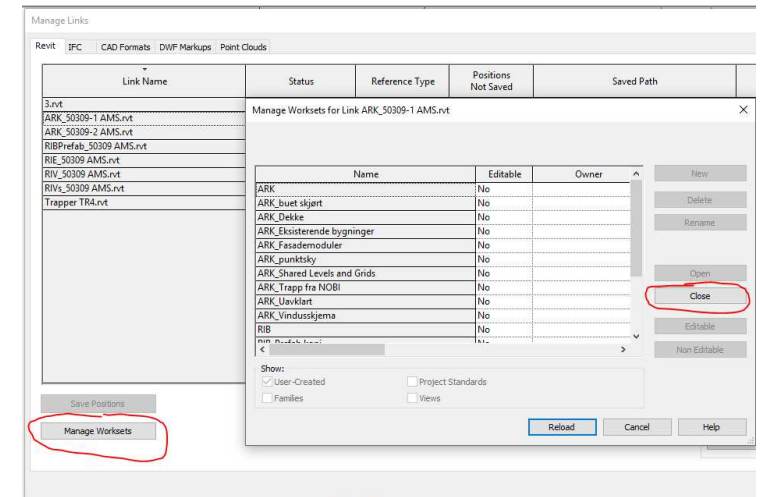 Manage Links
Revit IFC CAD Formats DWF Markups Point Clouds
Link Name Status Reference Type Positions Not Saved Saved Path
3.rvt
ARK_50309-1 AMS.rvt
ARK_50309-2 AMS.rvt
RIBPrefab_50309 AMS.rvt
RIE_50309 AMS.rvt
RIV_50309 AMS.rvt
RIVs_50309 AMS.rvt
Trapper TR4.rvt
Save Positions
Manage Worksets
Manage Worksets for Link ARK_50309-1 AMS.rvt
Name Editable Owner
ARK No
ARK_buet skjørt No
ARK_Dekke No
ARK_Eksisterende bygninger No
ARK_Fasademoduler No
ARK_punktsky No
ARK_Shared Levels and Grids No
ARK_Trapp fra NOBI No
ARK_Uavklart No
ARK_Vindusskjema No
RIB No
New
Delete
Rename
Open
Close
Editable
Non Editable
Show:
User-Created Project Standards
Families Views
Reload Cancel Help